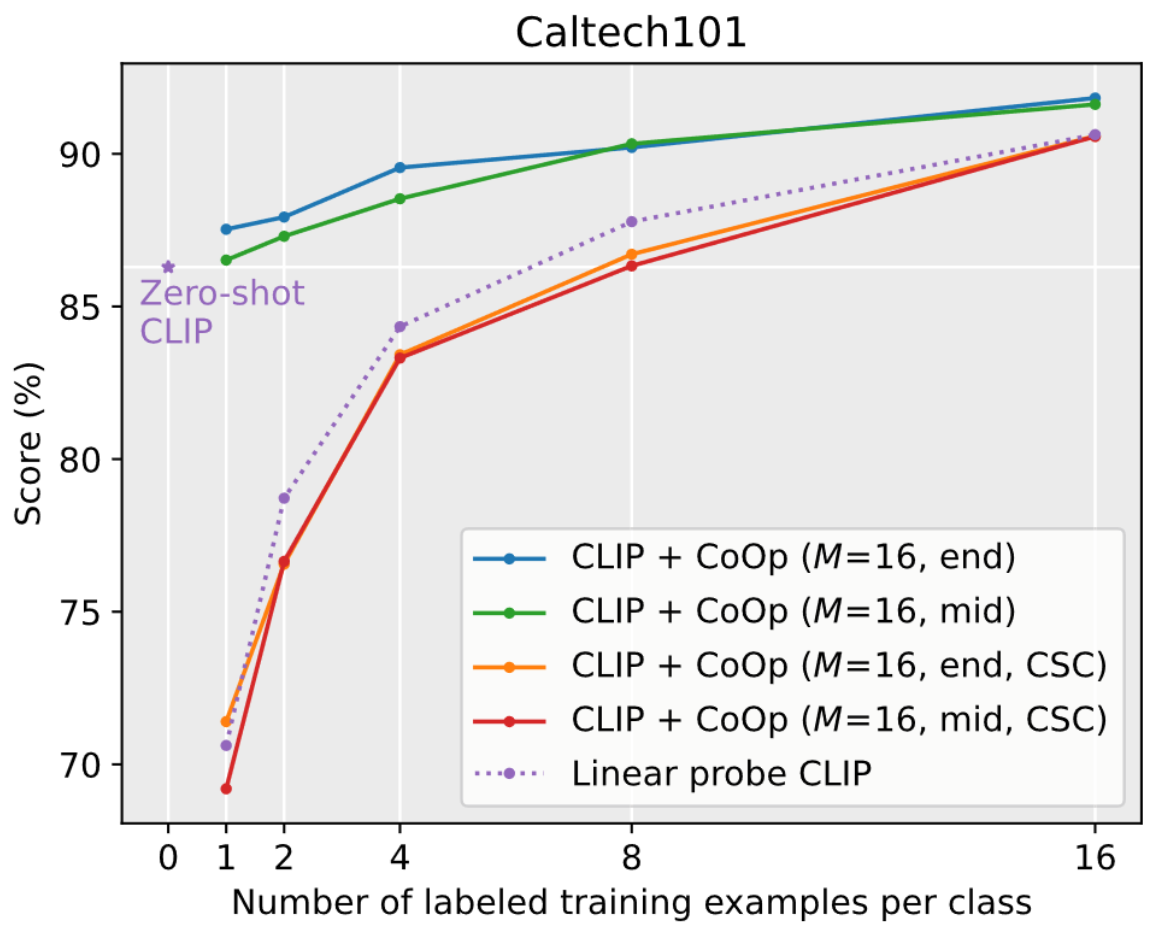 Caltech101
90
85
80
75
70
Score (%)
Zero-shot
CLIP
CLIP + CoOp (M=16, end)
CLIP + CoOp (M=16, mid)
CLIP + CoOp (M=16, end, CSC)
CLIP + CoOp (M=16, mid, CSC)
Linear probe CLIP
0 1 2 4 8 16
Number of labeled training examples per class